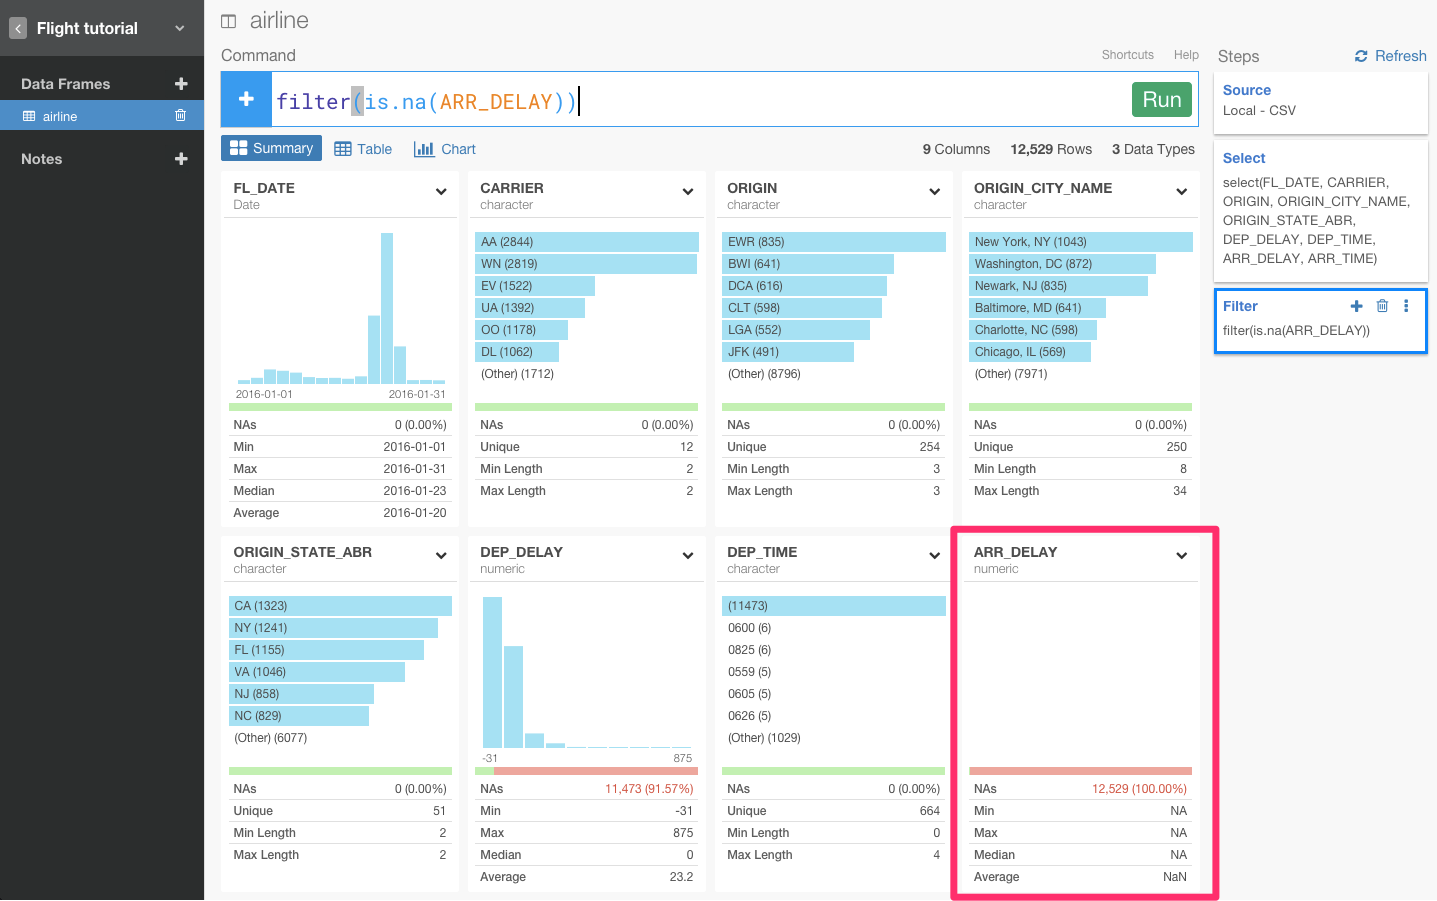 Flight tutorial
Data Frames
airline
Notes
airline
Command
Shortcuts Help
filter(is.na(ARR_DELAY))
Run
Summary Table Chart
9 Columns 12,529 Rows 3 Data Types
FL_DATE
Date
2016-01-01 2016-01-31
NAs 0 (0.00%)
Min 2016-01-01
Max 2016-01-31
Median 2016-01-23
Average 2016-01-20
CARRIER
character
AA (2844)
WN (2819)
EV (1522)
UA (1392)
OO (1178)
DL (1062)
(Other) (1712)
NAs 0 (0.00%)
Unique 12
Min Length 2
Max Length 2
ORIGIN
character
EWR (835)
BWI (641)
DCA (616)
CLT (598)
LGA (552)
JFK (491)
(Other) (8796)
NAs 0 (0.00%)
Unique 254
Min Length 3
Max Length 3
ORIGIN_CITY_NAME
character
New York, NY (1043)
Washington, DC (872)
Newark, NJ (835)
Baltimore, MD (641)
Charlotte, NC (598)
Chicago, IL (569)
(Other) (7971)
NAs 0 (0.00%)
Unique 250
Min Length 8
Max Length 34
ORIGIN_STATE_ABR
character
CA (1323)
NY (1241)
FL (1155)
VA (1046)
NJ (858)
NC (829)
(Other) (6077)
NAs 0 (0.00%)
Unique 51
Min Length 2
Max Length 2
DEP_DELAY
numeric
-31 875
NAs 11,473 (91.57%)
Min -31
Max 875
Median 0
Average 23.2
DEP_TIME
character
(11473)
0600 (6)
0825 (6)
0559 (5)
0605 (5)
0626 (5)
(Other) (1029)
NAs 0 (0.00%)
Unique 664
Min Length 0
Max Length 4
ARR_DELAY
numeric
NAs 12,529 (100.00%)
Min NA
Max NA
Median NA
Average NaN
Steps Refresh
Source
Local - CSV
Select
select(FL_DATE, CARRIER,
ORIGIN, ORIGIN_CITY_NAME,
ORIGIN_STATE_ABR,
DEP_DELAY, DEP_TIME,
ARR_DELAY, ARR_TIME)
Filter
filter(is.na(ARR_DELAY))